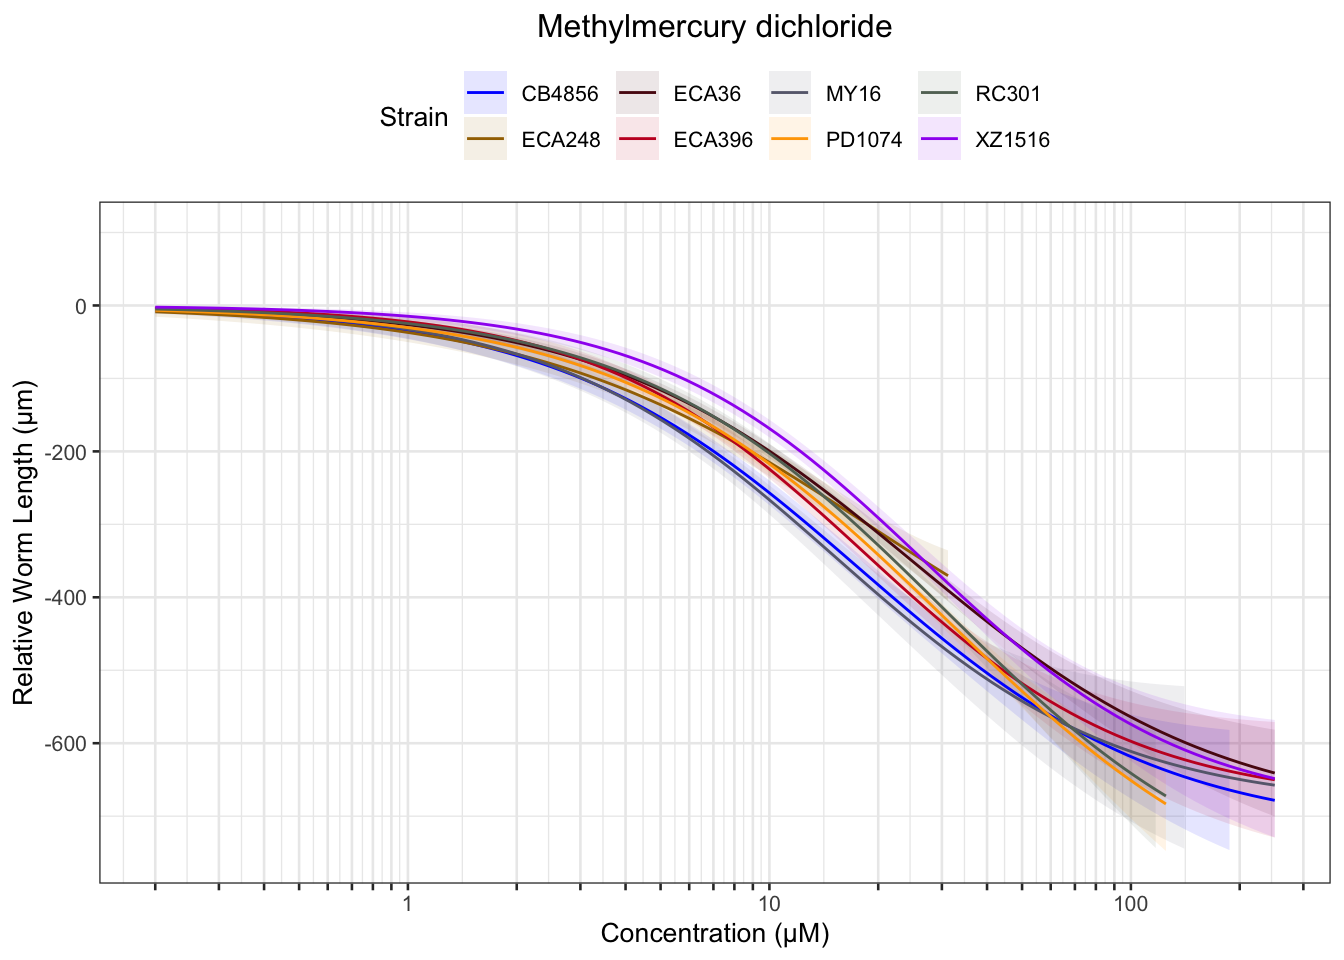 Methylmercury dichloride
Strain
CB4856 ECA36 MY16 RC301
ECA248 ECA396 PD1074 XZ1516
Relative Worm Length (µm)
0
-200
-400
-600
1 10 100
Concentration (µM)